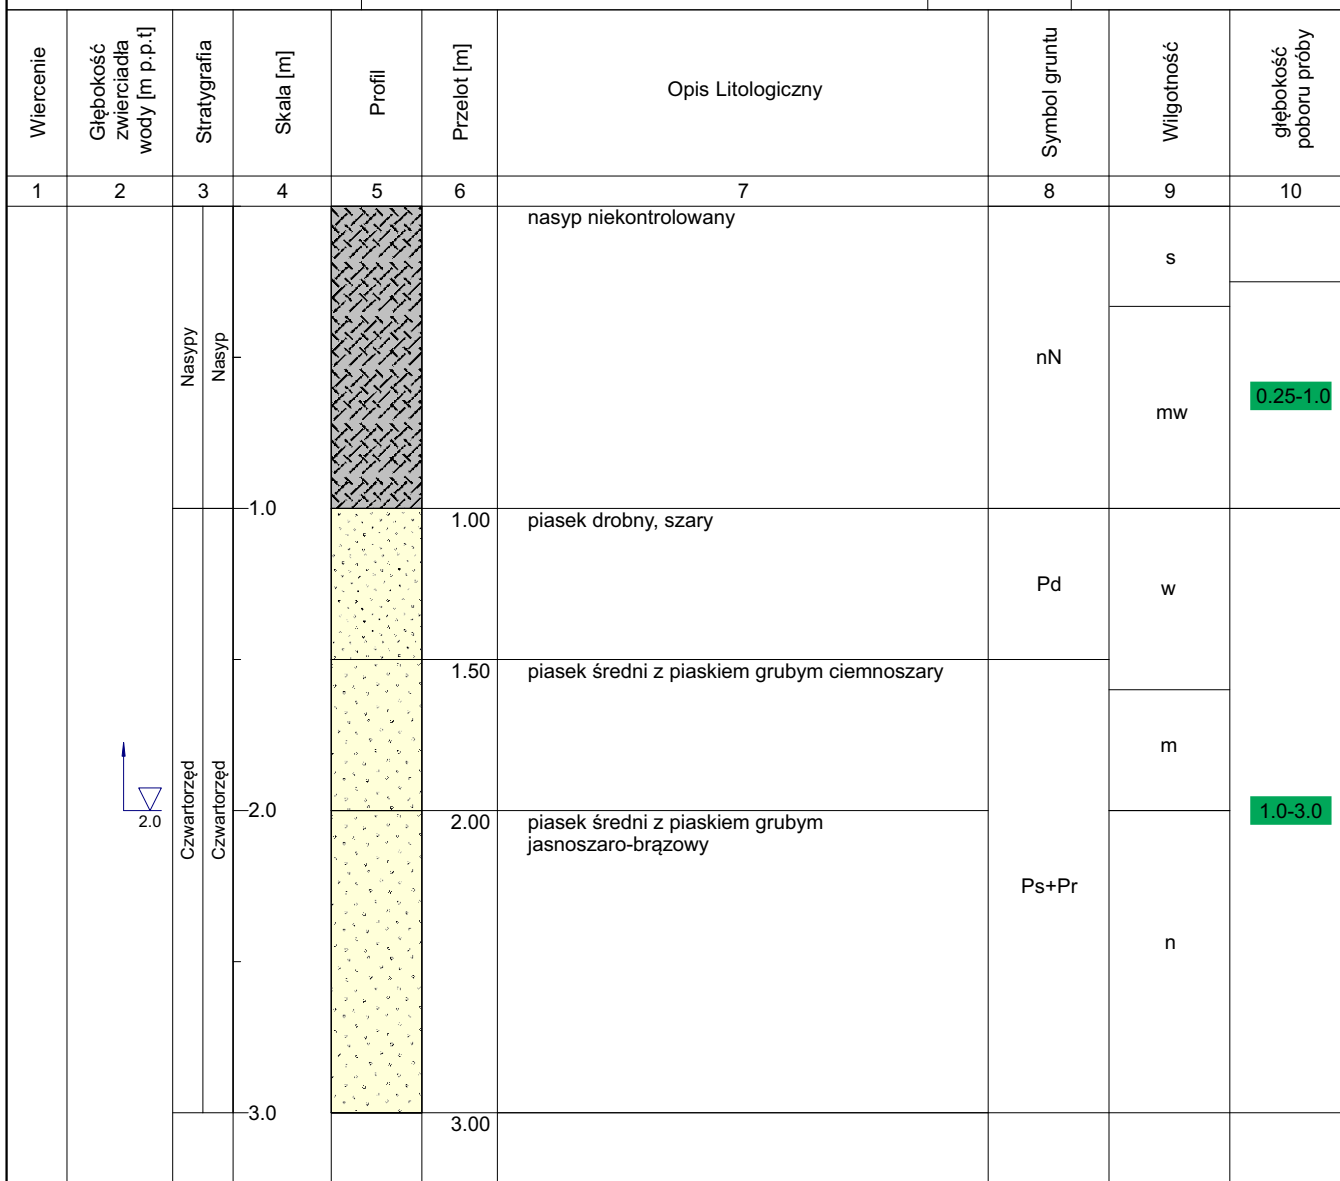 Wiercenie
Głębokość
zwierciadła
wody [m p.p.t]
Stratygrafia
Skala [m]
Profil
Przelot [m]
Opis Litologiczny
Symbol gruntu
Wilgotność
głębokość
poboru próby
1 2 3 4 5 6 7 8 9 10
nasyp niekontrolowany
s
Nasypy
Nasyp
nN
0.25-1.0
mw
1.0
1.00 piasek drobny, szary
Pd
w
1.50 piasek średni z piaskiem grubym ciemnoszary
m
2.0
Czwartorzęd
Czwartorzęd
2.0
2.00 piasek średni z piaskiem grubym
jasnoszaro-brązowy
1.0-3.0
Ps+Pr
n
3.0
3.00